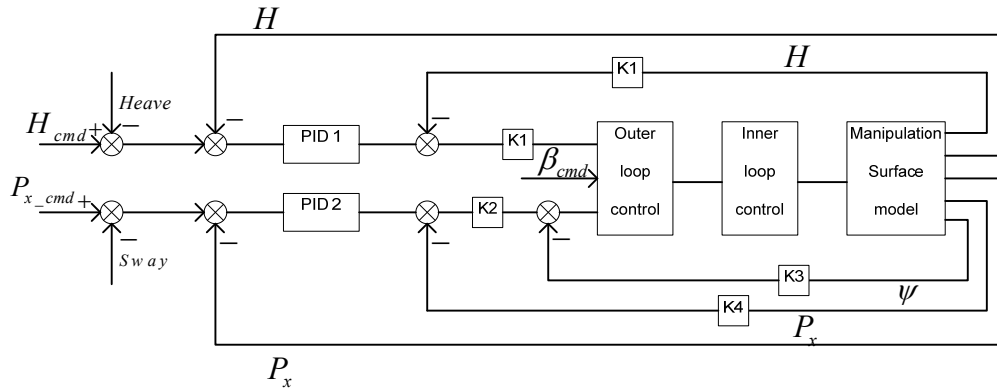 H
H
K1
Heave
H_cmd + −
−
PID 1
−
K1
Outer loop control
Inner loop control
Manipulation Surface model
β_cmd
P_x_cmd +
−
Sway
−
PID 2
−
K2
−
K3
ψ
K4
P_x
P_x